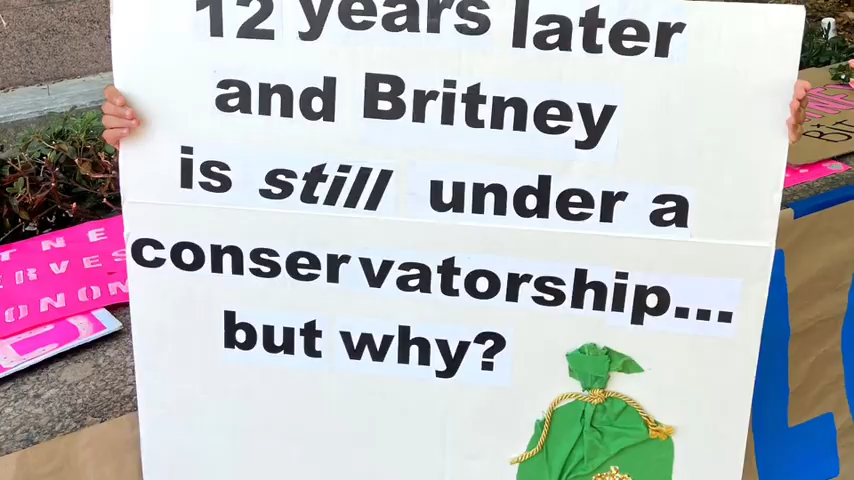 12 years later
and Britney
is still under a
conservatorship...
but why?
T N E
E R V E S
O N O M